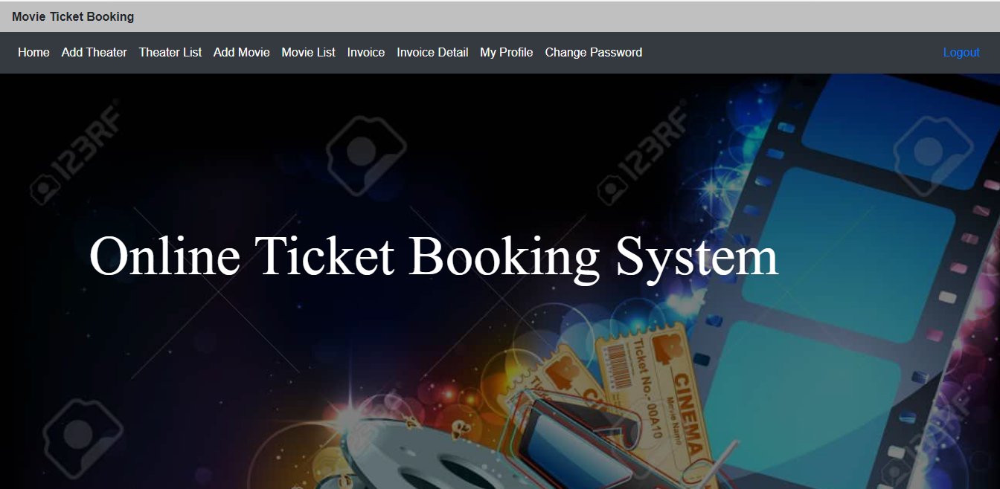 Movie Ticket Booking
Home Add Theater Theater List Add Movie Movie List Invoice Invoice Detail My Profile Change Password Logout
123RF
123RF
Online Ticket Booking System
Ticket No.- 00A10
CINEMA
Movie Name